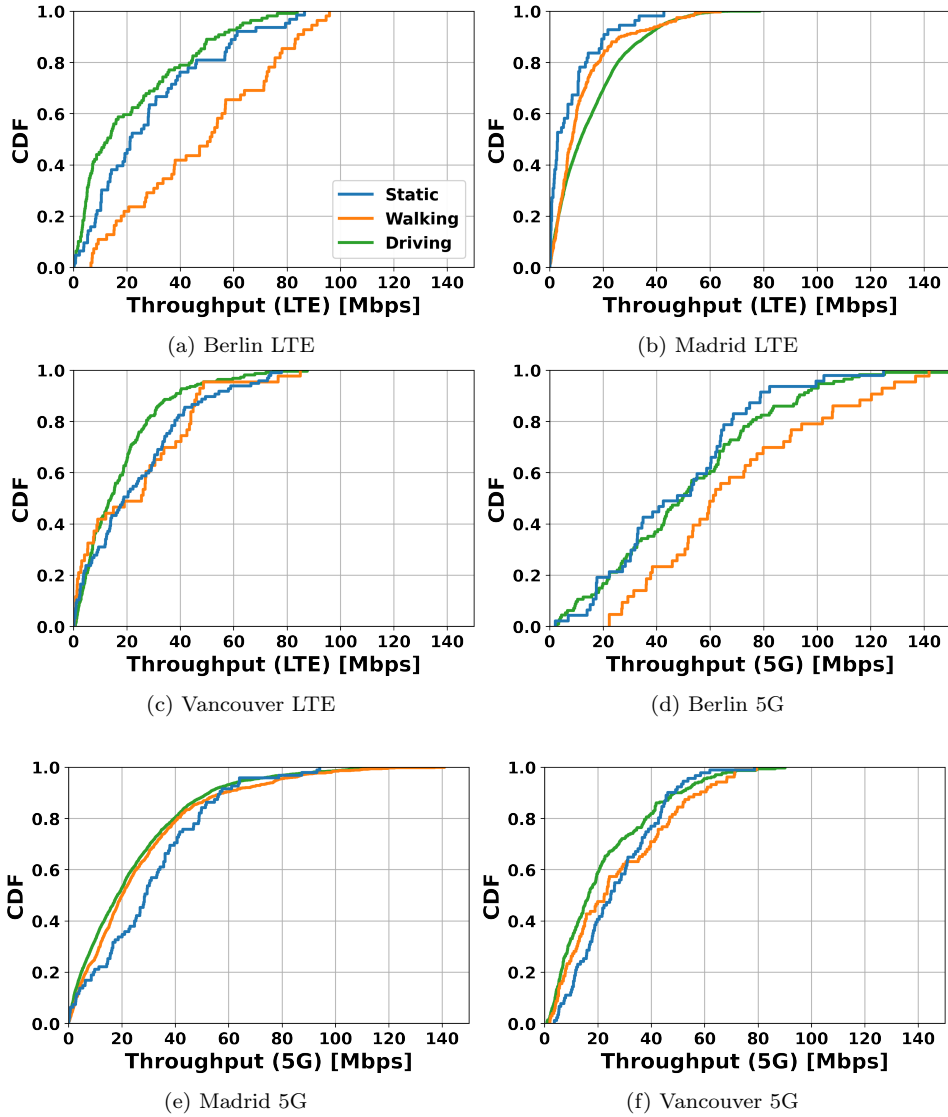 1.0
0.8
0.6
0.4
0.2
0.0
CDF
Static
Walking
Driving
0 20 40 60 80 100 120 140
Throughput (LTE) [Mbps]
(a) Berlin LTE
1.0
0.8
0.6
0.4
0.2
0.0
CDF
0 20 40 60 80 100 120 140
Throughput (LTE) [Mbps]
(b) Madrid LTE
1.0
0.8
0.6
0.4
0.2
0.0
CDF
0 20 40 60 80 100 120 140
Throughput (LTE) [Mbps]
(c) Vancouver LTE
1.0
0.8
0.6
0.4
0.2
0.0
CDF
0 20 40 60 80 100 120 140
Throughput (5G) [Mbps]
(d) Berlin 5G
1.0
0.8
0.6
0.4
0.2
0.0
CDF
0 20 40 60 80 100 120 140
Throughput (5G) [Mbps]
(e) Madrid 5G
1.0
0.8
0.6
0.4
0.2
0.0
CDF
0 20 40 60 80 100 120 140
Throughput (5G) [Mbps]
(f) Vancouver 5G